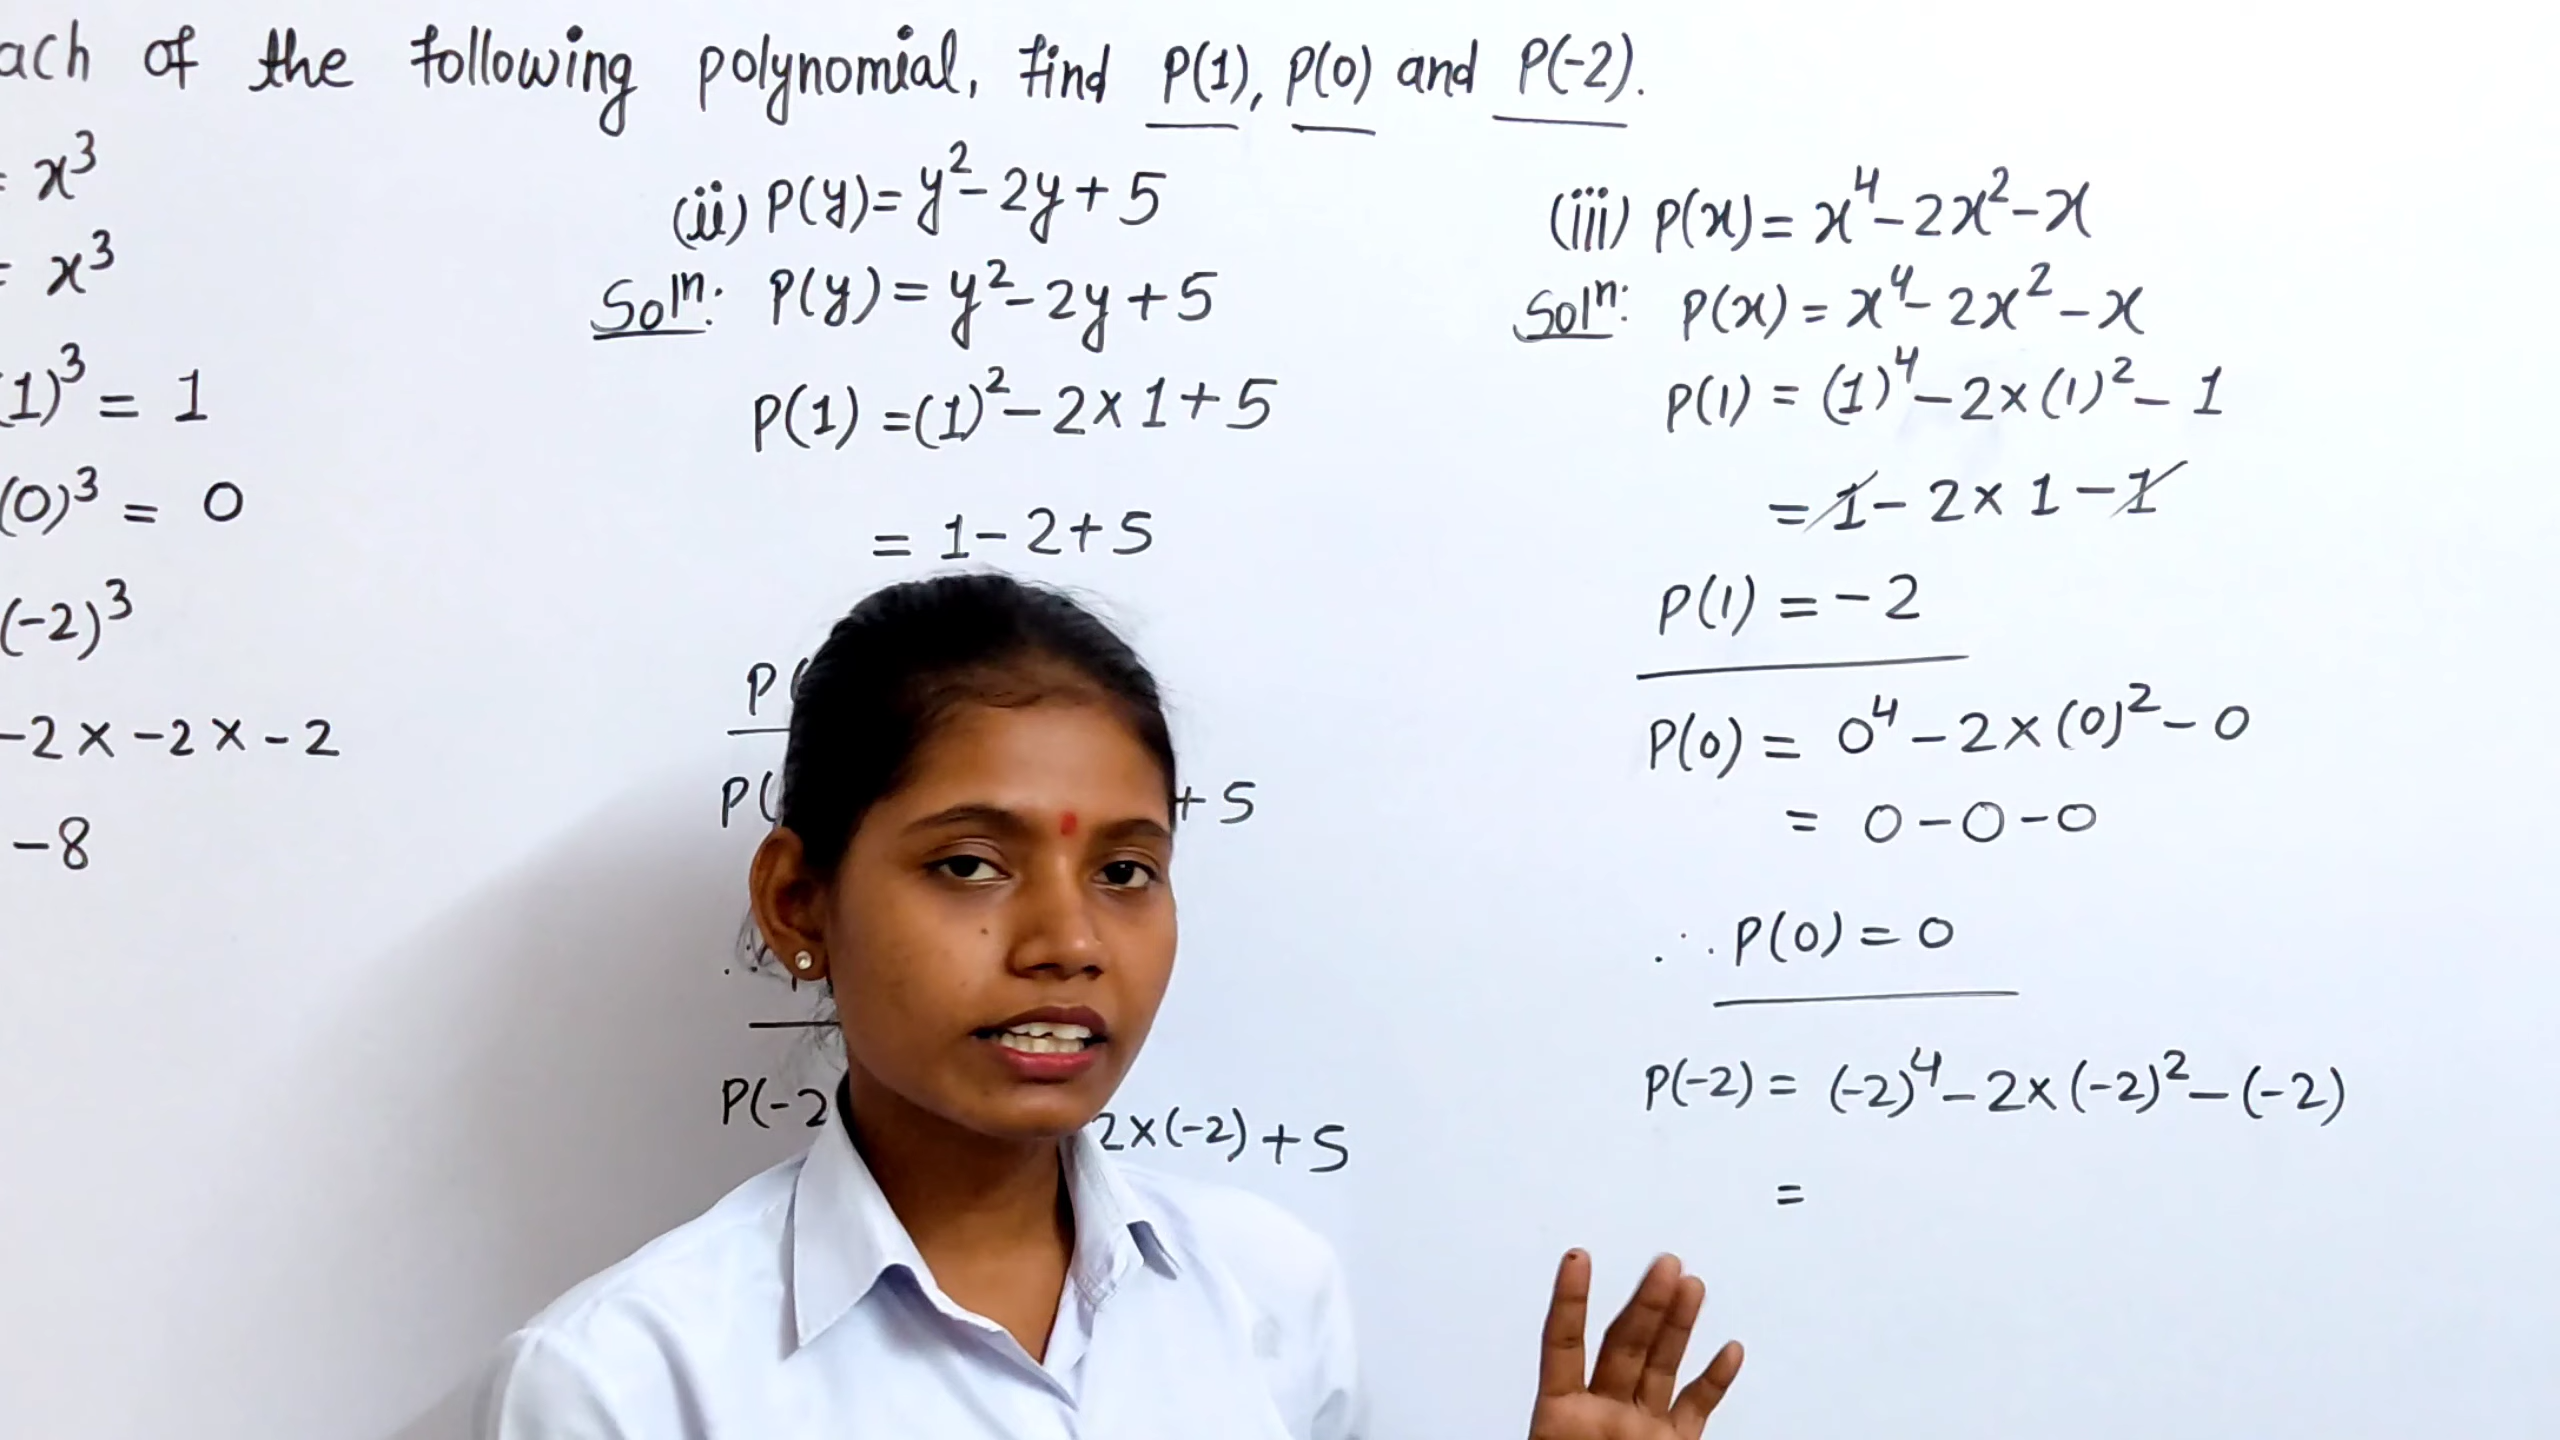 ach of the following polynomial, find P(1), P(0) and P(-2).
= x³
= x³
(1)³ = 1
(0)³ = 0
(-2)³
-2 × -2 × -2
-8
(ii) P(y) = y² - 2y + 5
Solⁿ: P(y) = y² - 2y + 5
P(1) = (1)² - 2 × 1 + 5
= 1 - 2 + 5
P(
P( + 5
∴
P(-2 2×(-2) + 5
(iii) P(x) = x⁴ - 2x² - x
Solⁿ: P(x) = x⁴ - 2x² - x
P(1) = (1)⁴ - 2×(1)² - 1
= 1 - 2 × 1 - 1
P(1) = -2
P(0) = 0⁴ - 2×(0)² - 0
= 0 - 0 - 0
∴ P(0) = 0
P(-2) = (-2)⁴ - 2×(-2)² - (-2)
=